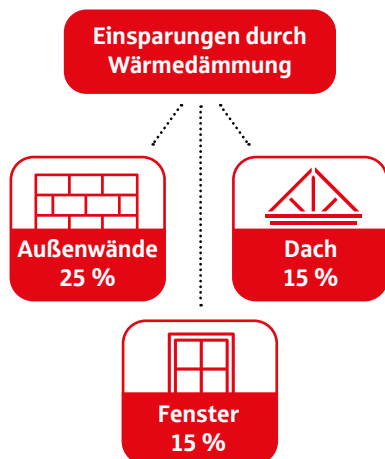 Einsparungen durch
Wärmedämmung
Außenwände
25 %
Dach
15 %
Fenster
15 %